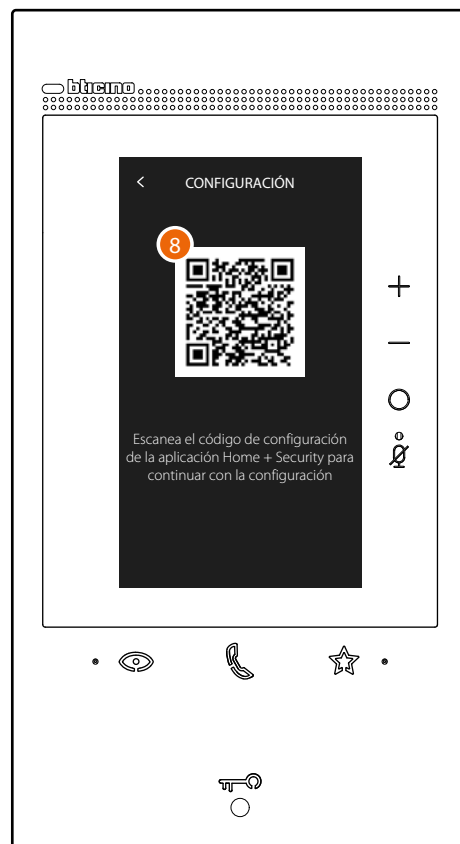 bticino
< CONFIGURACIÓN
8
Escanea el código de configuración
de la aplicación Home + Security para
continuar con la configuración